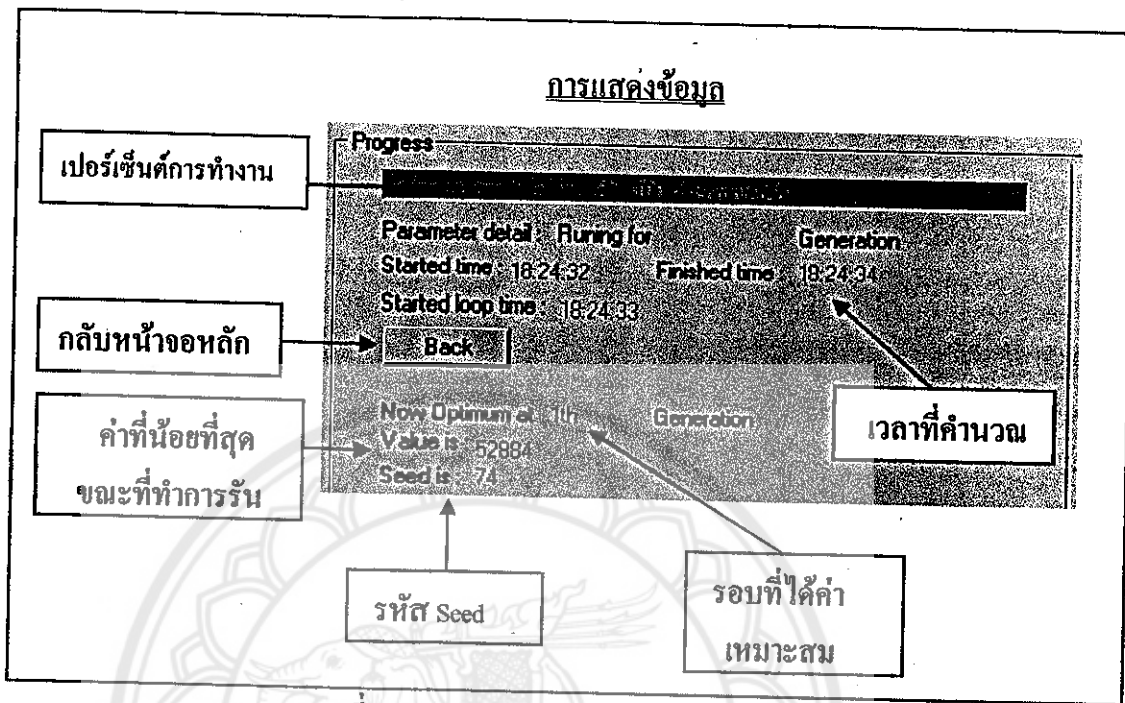 การแสดงข้อมูล
Progress
เปอร์เซ็นต์การทำงาน
Parameter detail : Runing for Generation
Started time : 18:24:32 Finished time : 18:24:34
Started loop time : 18:24:33
กลับหน้าจอหลัก
Back
Now Optimum at 1th Generation
เวลาที่คำนวณ
ค่าที่น้อยที่สุด
ขณะที่ทำการรัน
Value is : 52884
Seed is : 74
รหัส Seed
รอบที่ได้ค่า
เหมาะสม